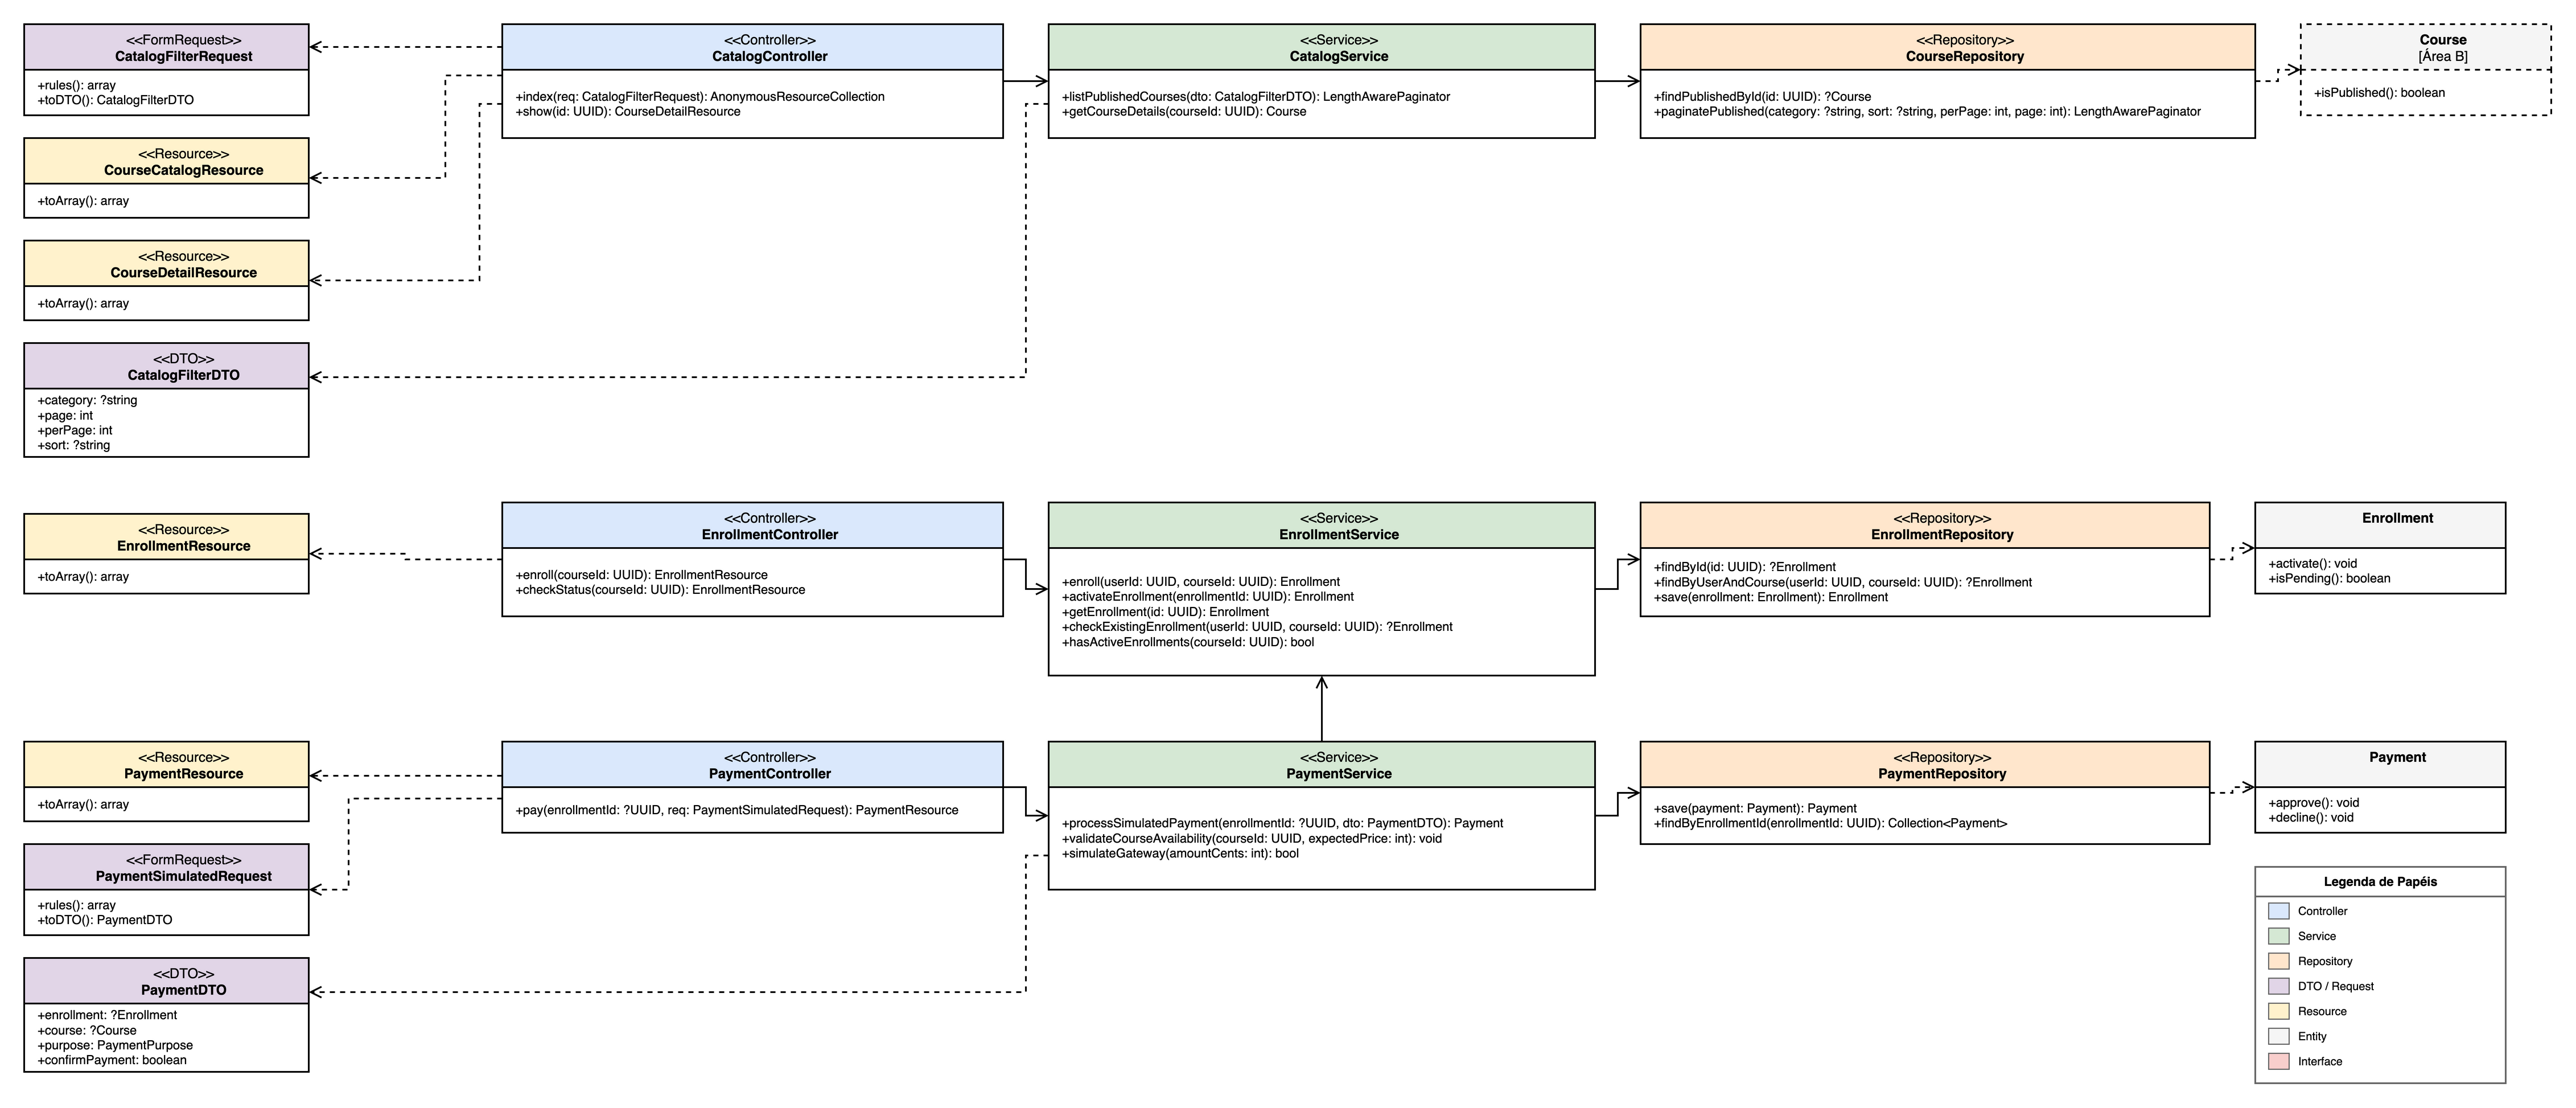 <<FormRequest>>
CatalogFilterRequest
+rules(): array
+toDTO(): CatalogFilterDTO
<<Controller>>
CatalogController
+index(req: CatalogFilterRequest): AnonymousResourceCollection
+show(id: UUID): CourseDetailResource
<<Service>>
CatalogService
+listPublishedCourses(dto: CatalogFilterDTO): LengthAwarePaginator
+getCourseDetails(courseId: UUID): Course
<<Repository>>
CourseRepository
+findPublishedById(id: UUID): ?Course
+paginatePublished(category: ?string, sort: ?string, perPage: int, page: int): LengthAwarePaginator
Course
[Área B]
+isPublished(): boolean
<<Resource>>
CourseCatalogResource
+toArray(): array
<<Resource>>
CourseDetailResource
+toArray(): array
<<DTO>>
CatalogFilterDTO
+category: ?string
+page: int
+perPage: int
+sort: ?string
<<Resource>>
EnrollmentResource
+toArray(): array
<<Controller>>
EnrollmentController
+enroll(courseId: UUID): EnrollmentResource
+checkStatus(courseId: UUID): EnrollmentResource
<<Service>>
EnrollmentService
+enroll(userId: UUID, courseId: UUID): Enrollment
+activateEnrollment(enrollmentId: UUID): Enrollment
+getEnrollment(id: UUID): Enrollment
+checkExistingEnrollment(userId: UUID, courseId: UUID): ?Enrollment
+hasActiveEnrollments(courseId: UUID): bool
<<Repository>>
EnrollmentRepository
+findById(id: UUID): ?Enrollment
+findByUserAndCourse(userId: UUID, courseId: UUID): ?Enrollment
+save(enrollment: Enrollment): Enrollment
Enrollment
+activate(): void
+isPending(): boolean
<<Resource>>
PaymentResource
+toArray(): array
<<Controller>>
PaymentController
+pay(enrollmentId: ?UUID, req: PaymentSimulatedRequest): PaymentResource
<<Service>>
PaymentService
+processSimulatedPayment(enrollmentId: ?UUID, dto: PaymentDTO): Payment
+validateCourseAvailability(courseId: UUID, expectedPrice: int): void
+simulateGateway(amountCents: int): bool
<<Repository>>
PaymentRepository
+save(payment: Payment): Payment
+findByEnrollmentId(enrollmentId: UUID): Collection<Payment>
Payment
+approve(): void
+decline(): void
<<FormRequest>>
PaymentSimulatedRequest
+rules(): array
+toDTO(): PaymentDTO
<<DTO>>
PaymentDTO
+enrollment: ?Enrollment
+course: ?Course
+purpose: PaymentPurpose
+confirmPayment: boolean
Legenda de Papéis
Controller
Service
Repository
DTO / Request
Resource
Entity
Interface